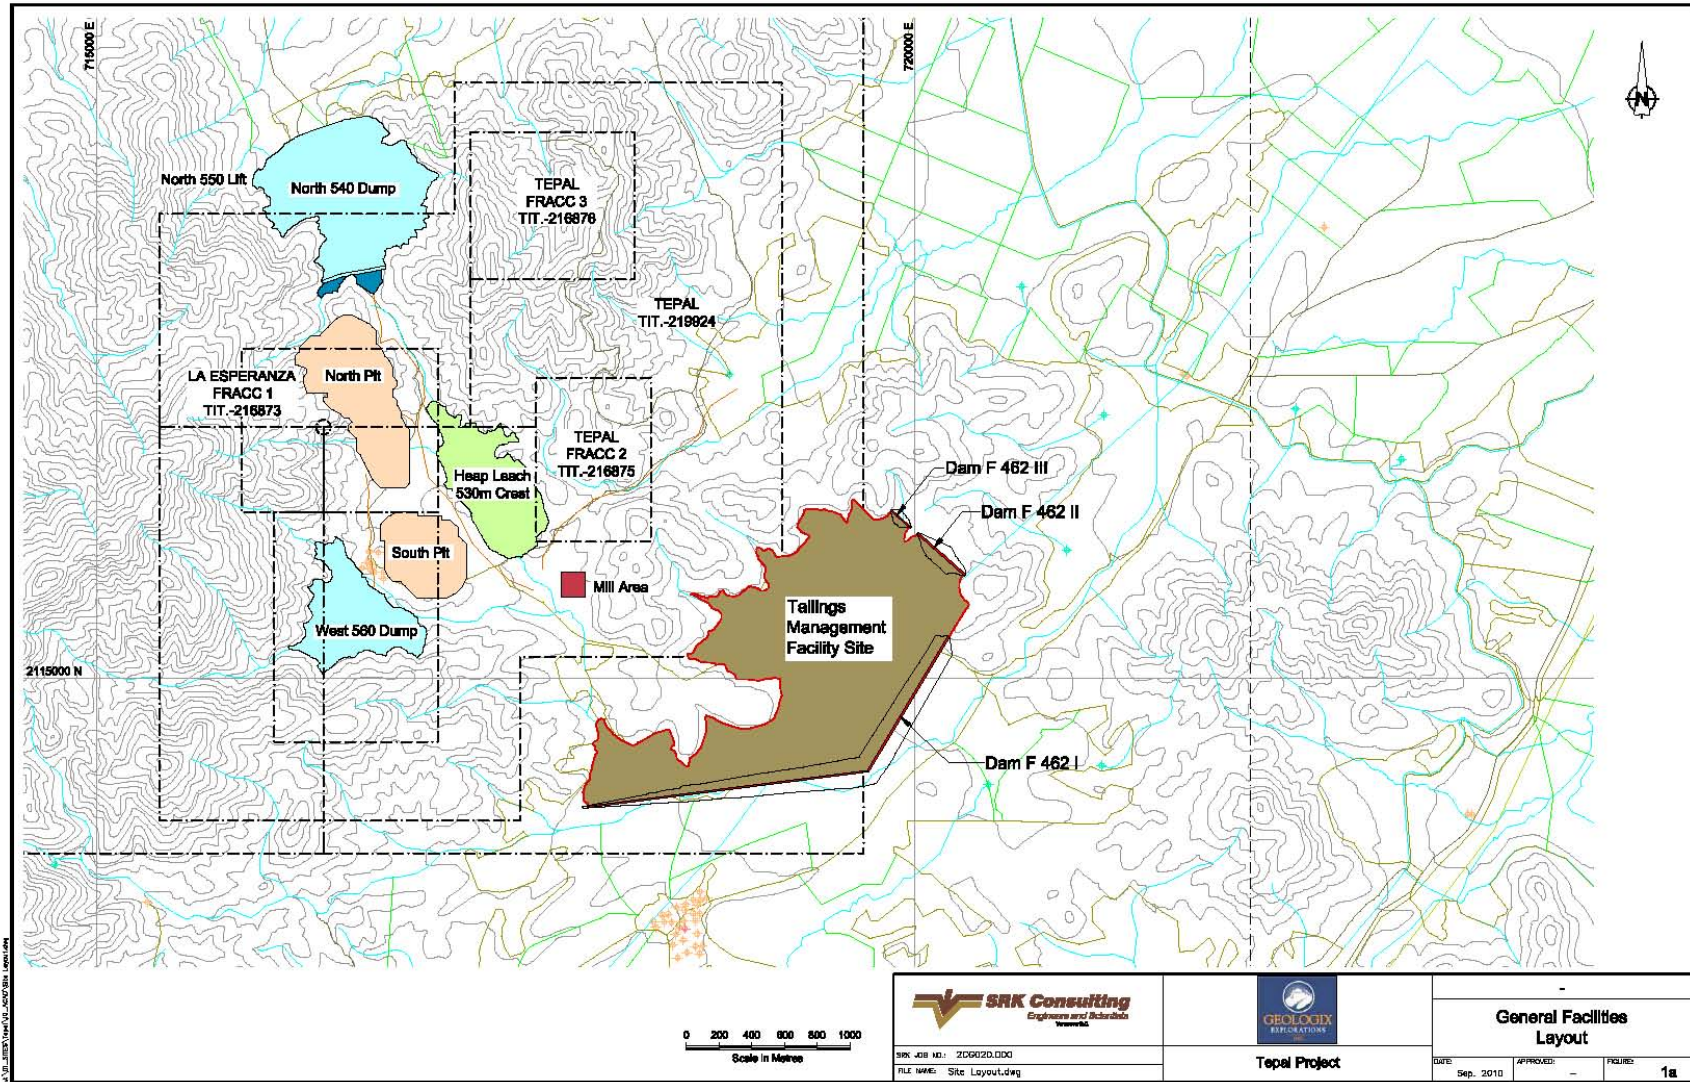 715000 E
720000 E
N
North 550 Lift
North 540 Dump
TEPAL
FRACC 3
TIT.-216876
TEPAL
TIT.-219924
LA ESPERANZA
FRACC 1
TIT.-216873
North Pit
TEPAL
FRACC 2
TIT.-216875
Heap Leach
530m Crest
Dam F 462 III
Dam F 462 II
South Pit
Mill Area
Tailings
Management
Facility Site
West 560 Dump
2115000 N
Dam F 462 I
0 200 400 600 800 1000
Scale in Metres
SRK Consulting
Engineers and Scientists
SRK JOB NO.: 2CG020.000
FILE NAME: Site Layout.dwg
GEOLOGIX
EXPLORATIONS
INC.
Tepal Project
-
General Facilities
Layout
DATE: Sep. 2010
APPROVED: -
FIGURE: 1a